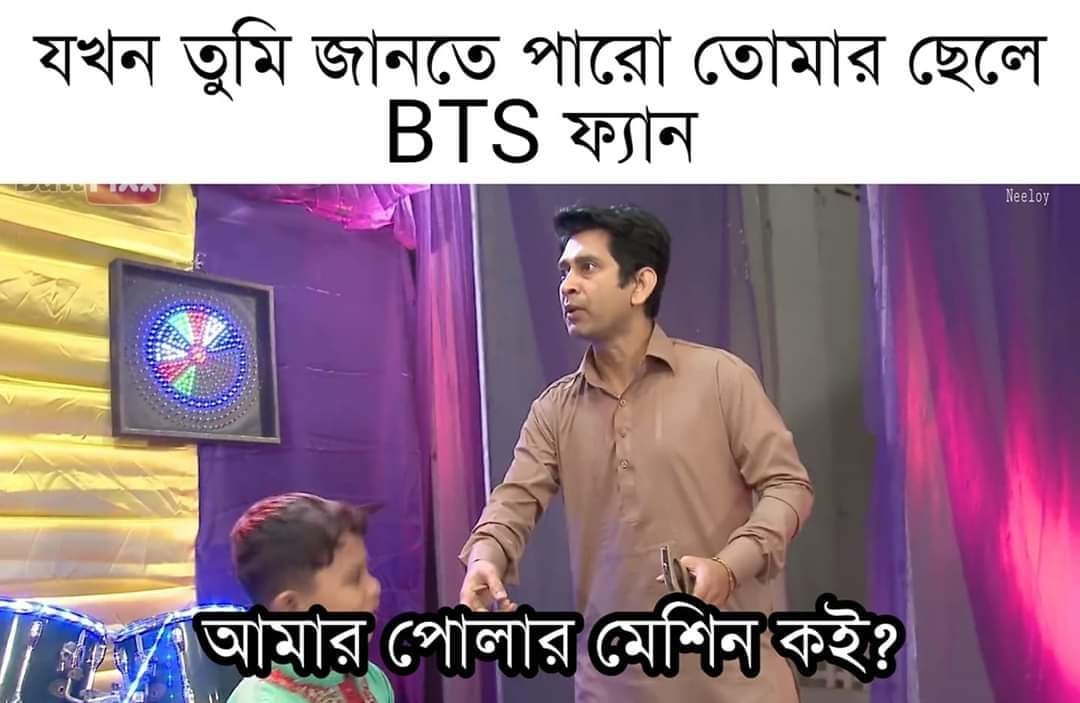 যখন তুমি জানতে পারো তোমার ছেলে
BTS ফ্যান
Neeloy
আমার পোলার মেশিন কই?